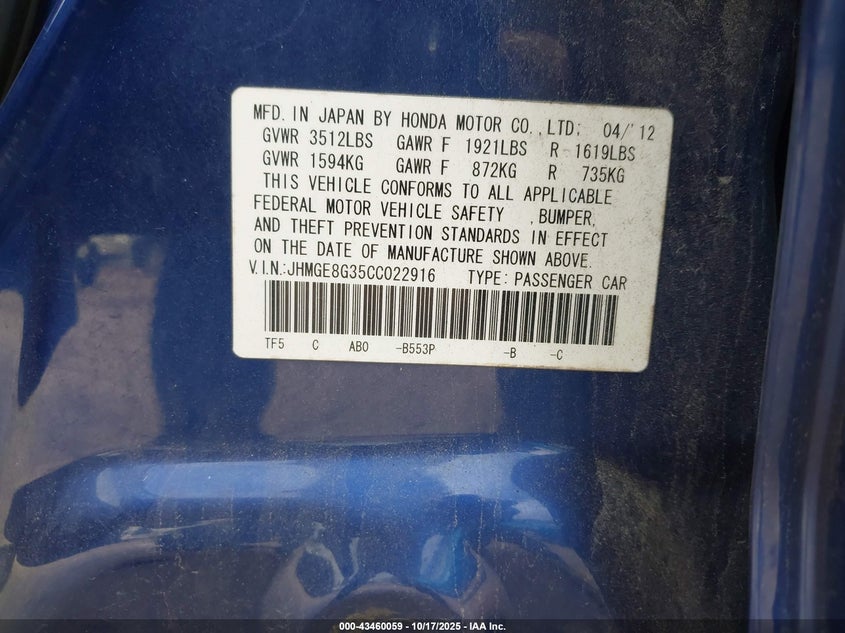 MFD. IN JAPAN BY HONDA MOTOR CO.,LTD; 04/'12
GVWR 3512LBS GAWR F 1921LBS R 1619LBS
GVWR 1594KG GAWR F 872KG R 735KG
THIS VEHICLE CONFORMS TO ALL APPLICABLE
FEDERAL MOTOR VEHICLE SAFETY , BUMPER,
AND THEFT PREVENTION STANDARDS IN EFFECT
ON THE DATE OF MANUFACTURE SHOWN ABOVE.
V.I.N.:JHMGE8G35CC022916 TYPE: PASSENGER CAR
TF5 C AB0 -B553P -B -C
000-43460059 - 10/17/2025 - IAA Inc.